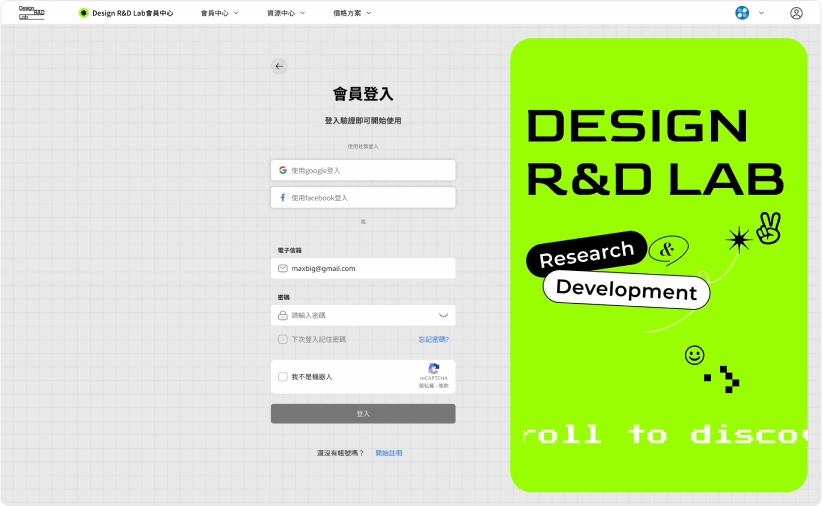 Design
R&D
Lab
Design R&D Lab會員中心
會員中心
資源中心
價格方案
會員登入
登入驗證即可開始使用
使用社群登入
使用google登入
使用facebook登入
或
電子信箱
maxbig@gmail.com
密碼
請輸入密碼
下次登入記住密碼
忘記密碼?
我不是機器人
reCAPTCHA
隱私權 - 條款
登入
還沒有帳號嗎？
開始註冊
DESIGN
R&D LAB
Research
&
Development
roll to discov